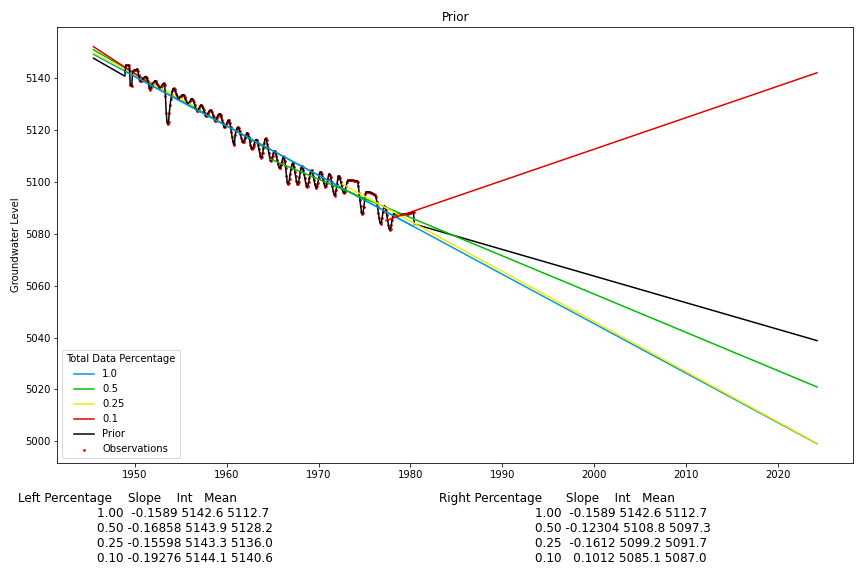 Prior
Groundwater Level
5140
5120
5100
5080
5060
5040
5020
5000
Total Data Percentage
1.0
0.5
0.25
0.1
Prior
Observations
1950 1960 1970 1980 1990 2000 2010 2020
Left Percentage Slope Int Mean
1.00 -0.1589 5142.6 5112.7
0.50 -0.16858 5143.9 5128.2
0.25 -0.15598 5143.3 5136.0
0.10 -0.19276 5144.1 5140.6
Right Percentage Slope Int Mean
1.00 -0.1589 5142.6 5112.7
0.50 -0.12304 5108.8 5097.3
0.25 -0.1612 5099.2 5091.7
0.10 0.1012 5085.1 5087.0